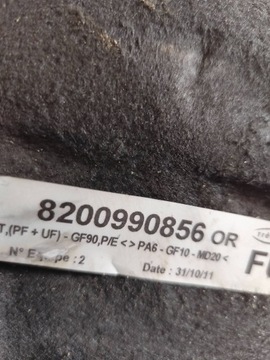 8200990856 OR
T,(PF + UF) - GF90,P/E < > PA6 - GF10 - MD20 <
N° E pe : 2
Date : 31/10/11